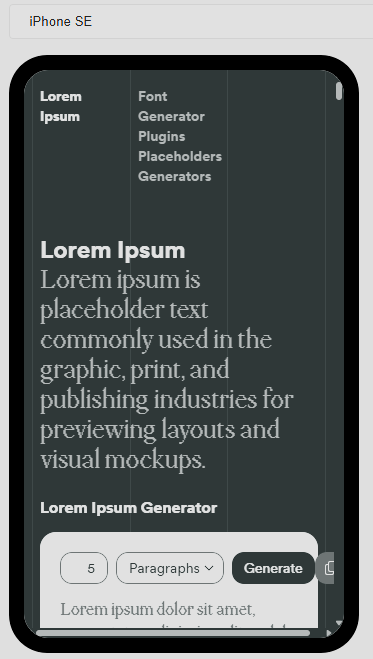 iPhone SE
Lorem
Ipsum
Font
Generator
Plugins
Placeholders
Generators
Lorem Ipsum
Lorem ipsum is
placeholder text
commonly used in the
graphic, print, and
publishing industries for
previewing layouts and
visual mockups.
Lorem Ipsum Generator
5 Paragraphs Generate
Lorem ipsum dolor sit amet,